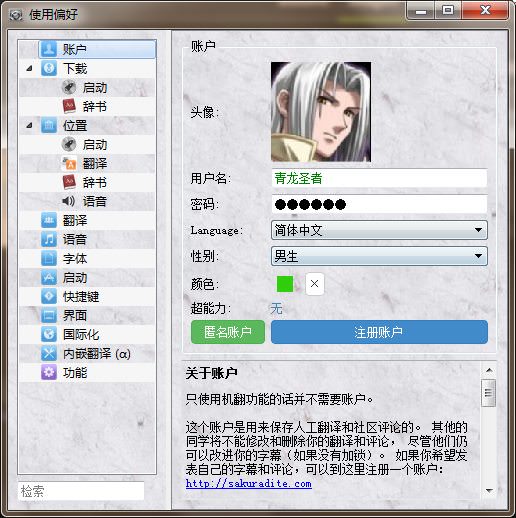 使用偏好
账户
下载
启动
辞书
位置
启动
翻译
辞书
语音
翻译
语音
字体
启动
快捷键
界面
国际化
内嵌翻译 (α)
功能
检索
账户
头像:
用户名: 青龙圣者
密码: ●●●●●●
Language: 简体中文
性别: 男生
颜色:
超能力: 无
匿名账户 注册账户
关于账户
只使用机翻功能的话并不需要账户。
这个账户是用来保存人工翻译和社区评论的。 其他的
同学将不能修改和删除你的翻译和评论, 尽管他们仍
可以改进你的字幕（如果没有加锁）。 如果你希望发
表自己的字幕和评论，可以到这里注册一个账户:
http://sakuradite.com